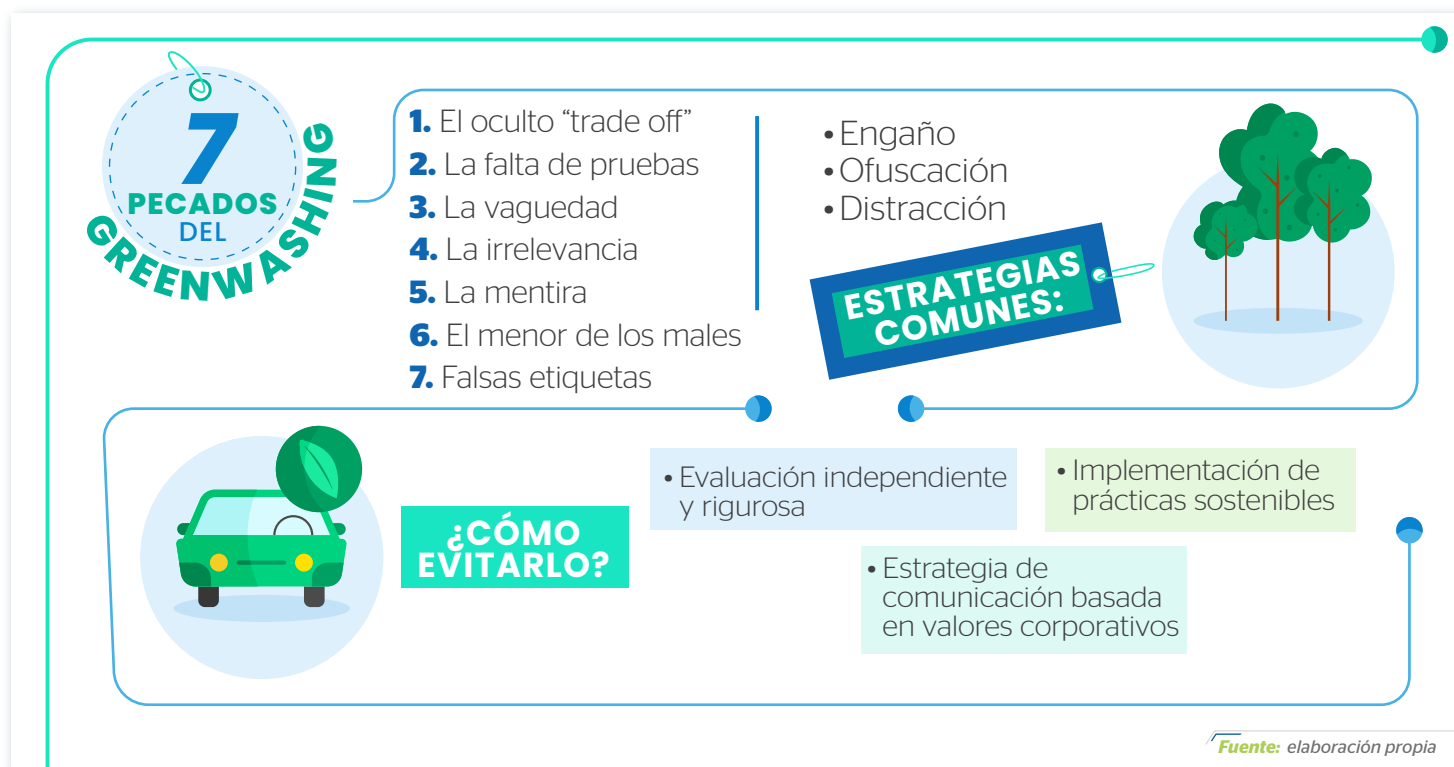 7
PECADOS
DEL
GREENWASHING
1. El oculto “trade off”
2. La falta de pruebas
3. La vaguedad
4. La irrelevancia
5. La mentira
6. El menor de los males
7. Falsas etiquetas
• Engaño
• Ofuscación
• Distracción
ESTRATEGIAS
COMUNES:
¿CÓMO
EVITARLO?
• Evaluación independiente
y rigurosa
• Implementación de
prácticas sostenibles
• Estrategia de
comunicación basada
en valores corporativos
Fuente: elaboración propia